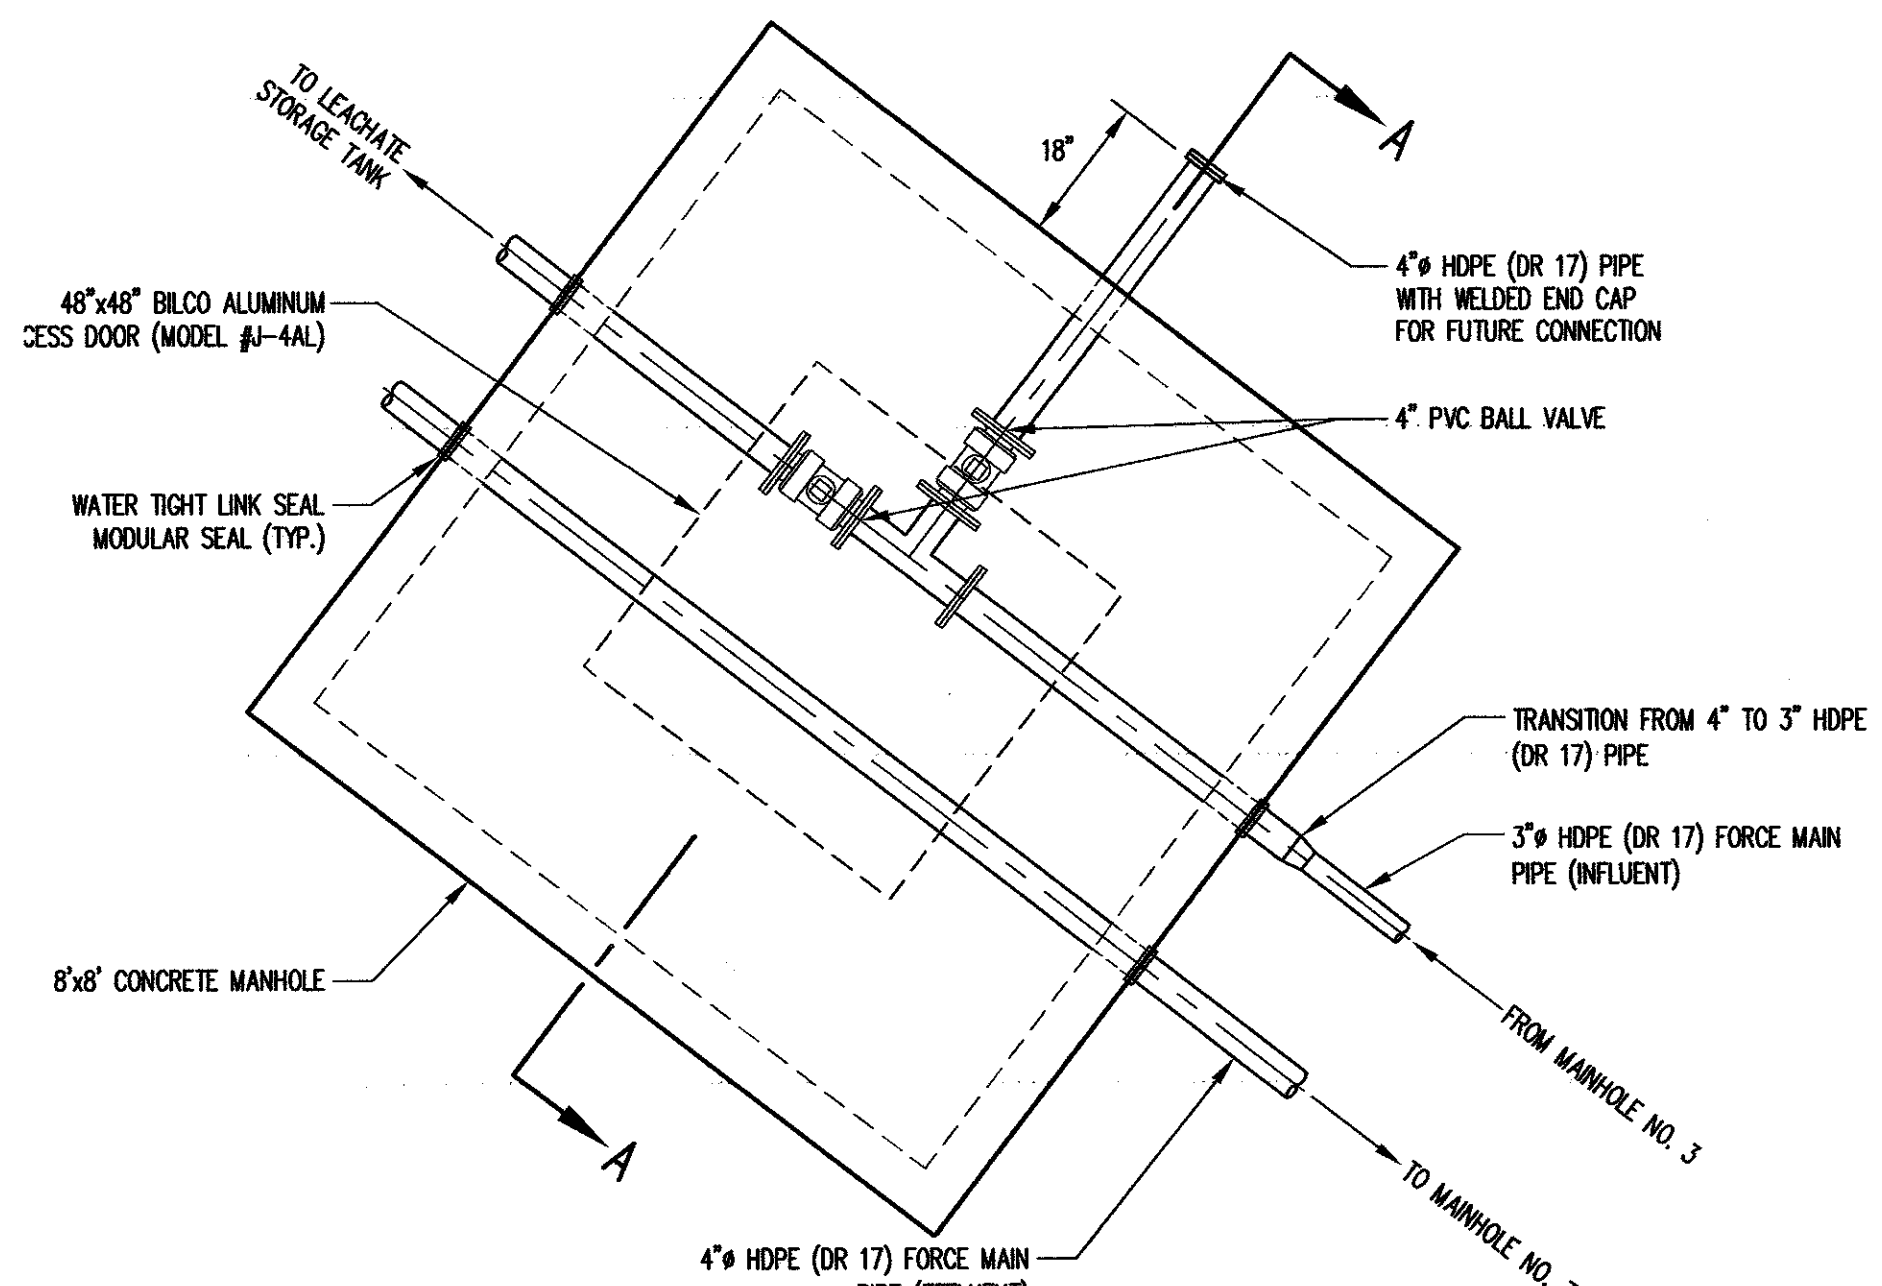 TO LEACHATE
STORAGE TANK
18"
A
4"ø HDPE (DR 17) PIPE
WITH WELDED END CAP
FOR FUTURE CONNECTION
48"x48" BILCO ALUMINUM
CESS DOOR (MODEL #J-4AL)
4" PVC BALL VALVE
WATER TIGHT LINK SEAL
MODULAR SEAL (TYP.)
TRANSITION FROM 4" TO 3" HDPE
(DR 17) PIPE
3"ø HDPE (DR 17) FORCE MAIN
PIPE (INFLUENT)
8'x8' CONCRETE MANHOLE
FROM MAINHOLE NO. 3
A
TO MAINHOLE NO.
4"ø HDPE (DR 17) FORCE MAIN